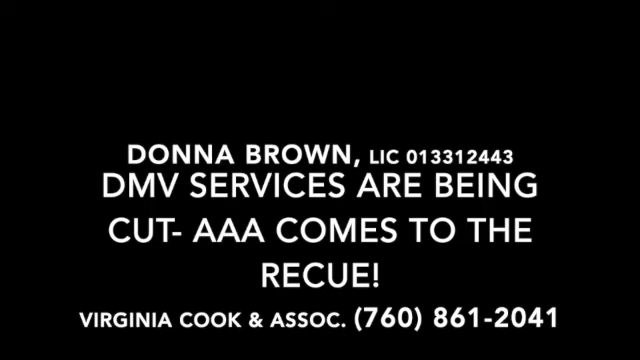 DONNA BROWN, LIC 013312443
DMV SERVICES ARE BEING
CUT- AAA COMES TO THE
RECUE!
VIRGINIA COOK & ASSOC. (760) 861-2041